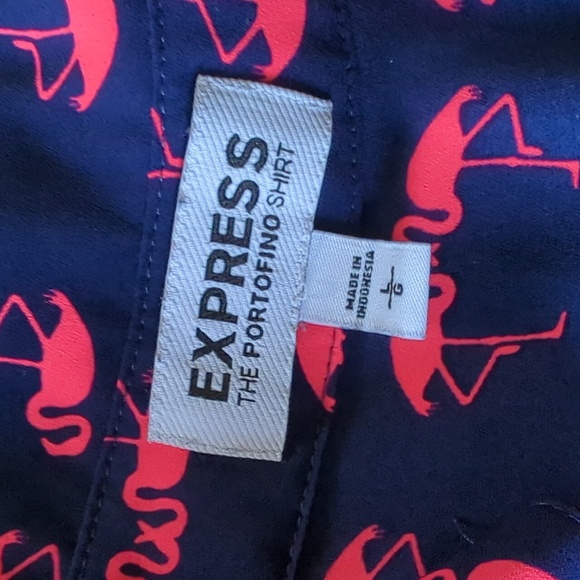 EXPRESS
THE PORTOFINO SHIRT
MADE IN
INDONESIA
L
G